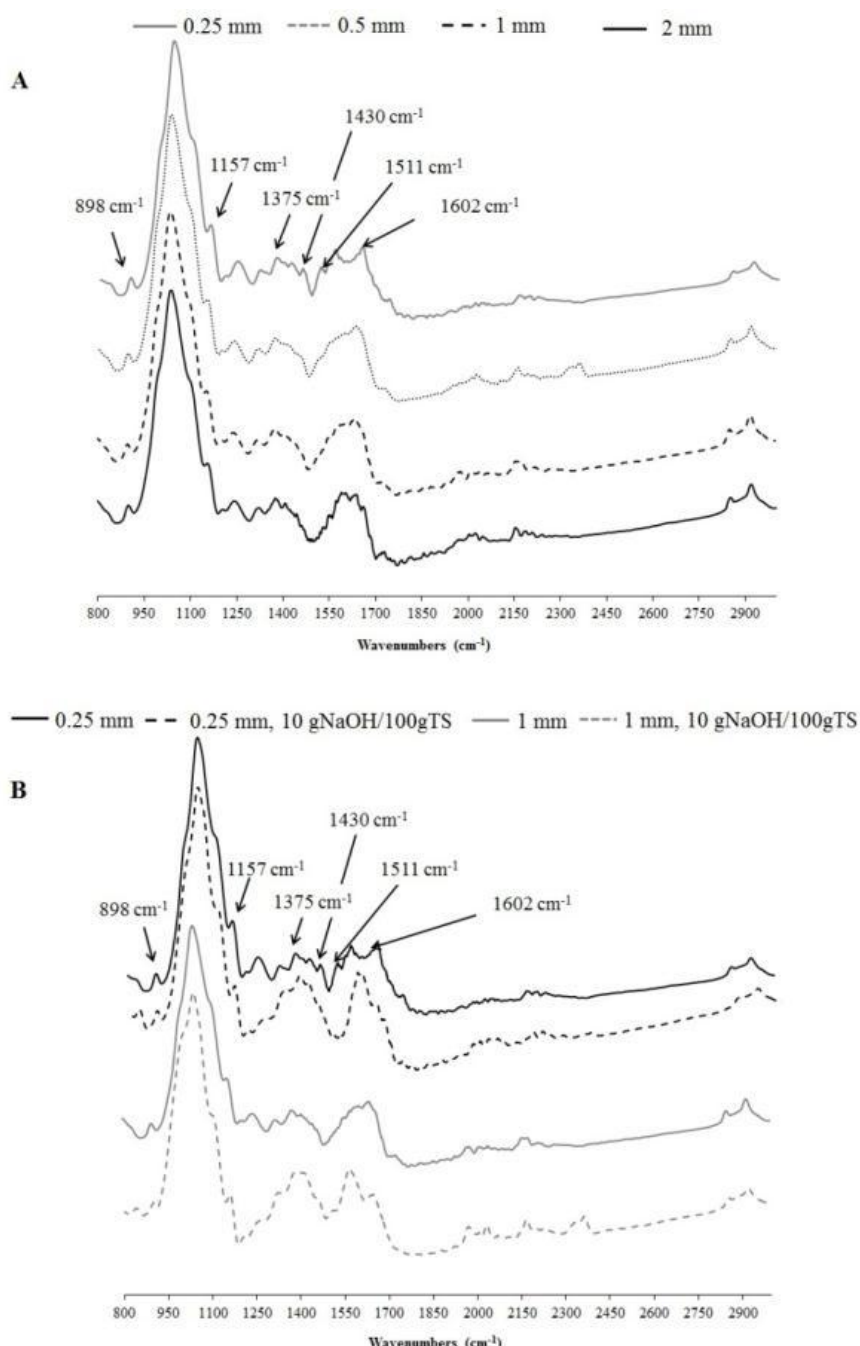 0.25 mm 0.5 mm 1 mm 2 mm
A
1430 cm⁻¹
1157 cm⁻¹
1511 cm⁻¹
898 cm⁻¹
1375 cm⁻¹
1602 cm⁻¹
800 950 1100 1250 1400 1550 1700 1850 2000 2150 2300 2450 2600 2750 2900
Wavenumbers (cm⁻¹)
0.25 mm 0.25 mm, 10 gNaOH/100gTS 1 mm 1 mm, 10 gNaOH/100gTS
B
1430 cm⁻¹
1157 cm⁻¹
1511 cm⁻¹
898 cm⁻¹
1375 cm⁻¹
1602 cm⁻¹
800 950 1100 1250 1400 1550 1700 1850 2000 2150 2300 2450 2600 2750 2900
Wavenumbers (cm⁻¹)